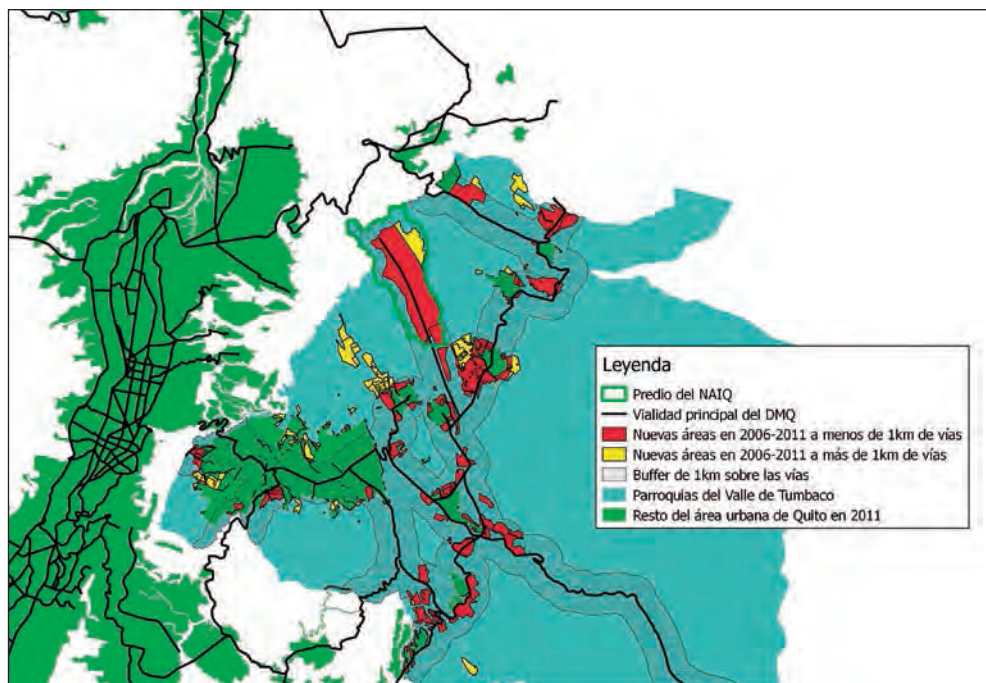 Leyenda
Predio del NAIQ
Vialidad principal del DMQ
Nuevas áreas en 2006-2011 a menos de 1km de vías
Nuevas áreas en 2006-2011 a más de 1km de vías
Buffer de 1km sobre las vías
Parroquias del Valle de Tumbaco
Resto del área urbana de Quito en 2011